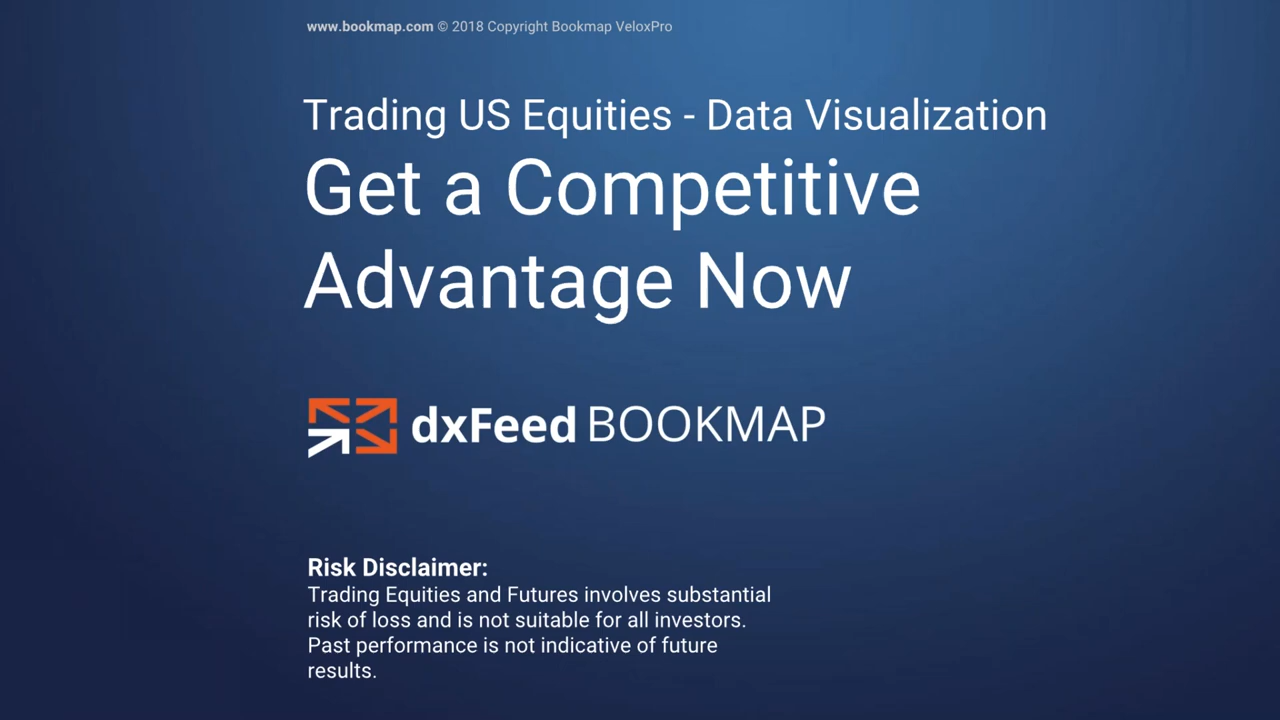 www.bookmap.com © 2018 Copyright Bookmap VeloxPro
Trading US Equities - Data Visualization
Get a Competitive
Advantage Now
dxFeed BOOKMAP
Risk Disclaimer:
Trading Equities and Futures involves substantial
risk of loss and is not suitable for all investors.
Past performance is not indicative of future
results.